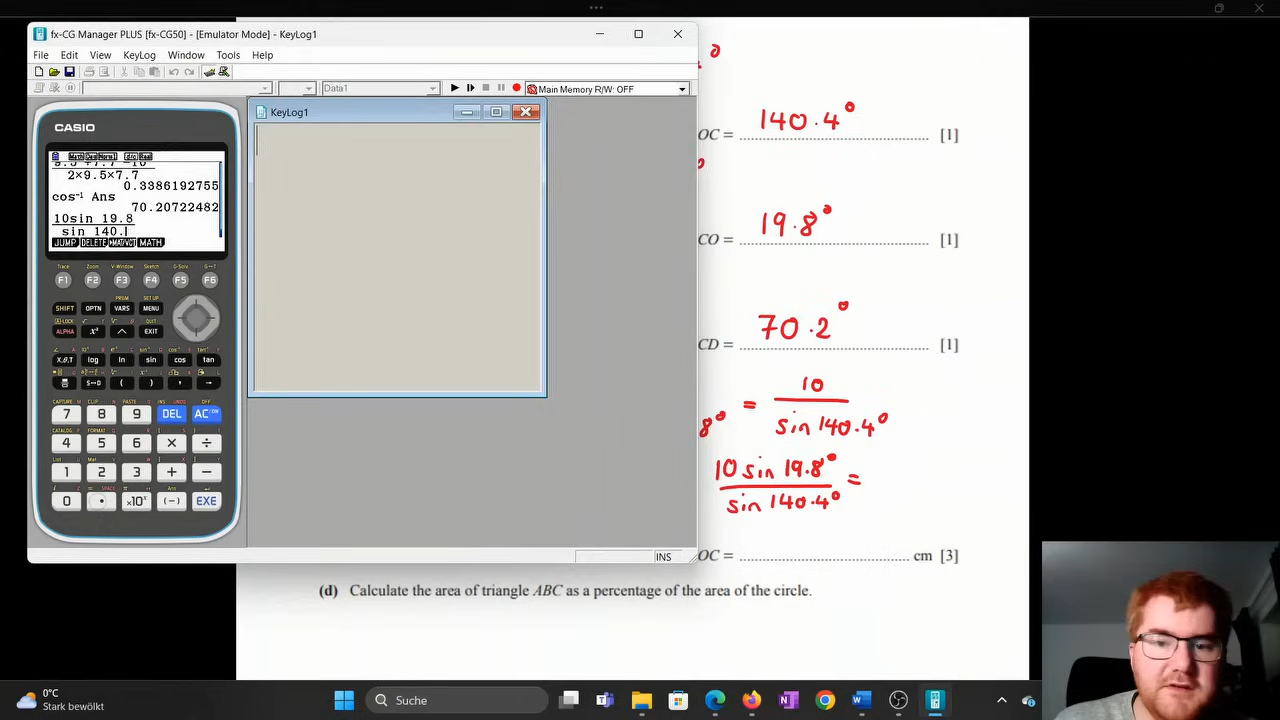 fx-CG Manager PLUS [fx-CG50] - [Emulator Mode] - KeyLog1
File Edit View KeyLog Window Tools Help
Data1
Main Memory R/W: OFF
KeyLog1
CASIO
2×9.5×7.7
0.3386192755
cos⁻¹ Ans
70.20722482
10sin 19.8
sin 140.
JUMP DELETE ►MAT/VCT MATH
F1 F2 F3 F4 F5 F6
SHIFT OPTN VARS MENU
ALPHA x² ^ EXIT
X,θ,T log ln sin cos tan
S↔D ( ) , →
7 8 9 DEL AC/ON
4 5 6 × ÷
1 2 3 + −
0 • ×10ˣ (−) EXE
INS
OC = 140.4° [1]
CO = 19.8° [1]
CD = 70.2° [1]
8° = 10
sin 140.4°
10 sin 19.8° =
sin 140.4°
OC = cm [3]
(d) Calculate the area of triangle ABC as a percentage of the area of the circle.
0°C
Stark bewölkt
Suche